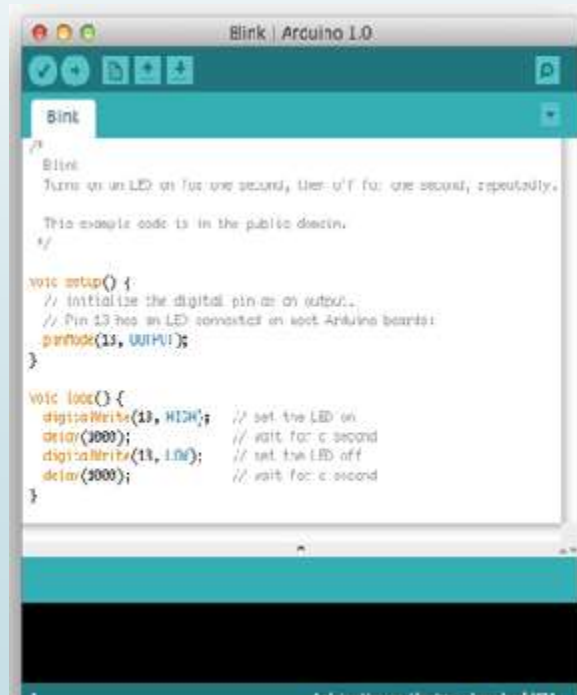 Blink | Arduino 1.0
Blink
/*
Blink
Turns on an LED on for one second, then off for one second, repeatedly.
This example code is in the public domain.
*/
void setup() {
// initialize the digital pin as an output.
// Pin 13 has an LED connected on most Arduino boards:
pinMode(13, OUTPUT);
}
void loop() {
digitalWrite(13, HIGH); // set the LED on
delay(1000); // wait for a second
digitalWrite(13, LOW); // set the LED off
delay(1000); // wait for a second
}